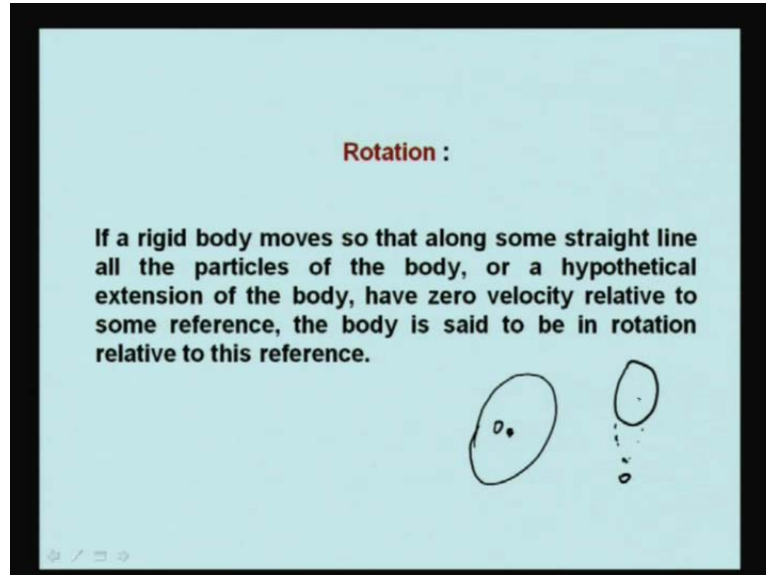 Rotation :
If a rigid body moves so that along some straight line
all the particles of the body, or a hypothetical
extension of the body, have zero velocity relative to
some reference, the body is said to be in rotation
relative to this reference.